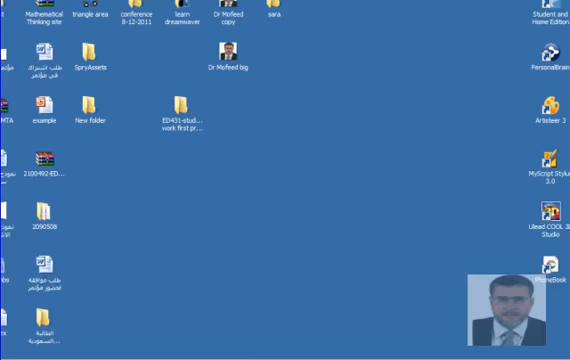 Mathematical
Thinking site
triangle area
conference
8-12-2011
learn
dreamwaver
Dr Mofeed
copy
sara
Student and
Home Edition
طلب اشتراك
في مؤتمر
SpryAssets
Dr Mofeed big
PersonalBrain
MTA
example
New folder
ED431-stud...
work first pr...
Artisteer 3
نموذج
2100492-ED...
MyScript Stylus
3.0
2090508
Ulead COOL 3D
Studio
طلب موافقة
لحضور مؤتمر
PhoneBook
الطالبة
السعودية...